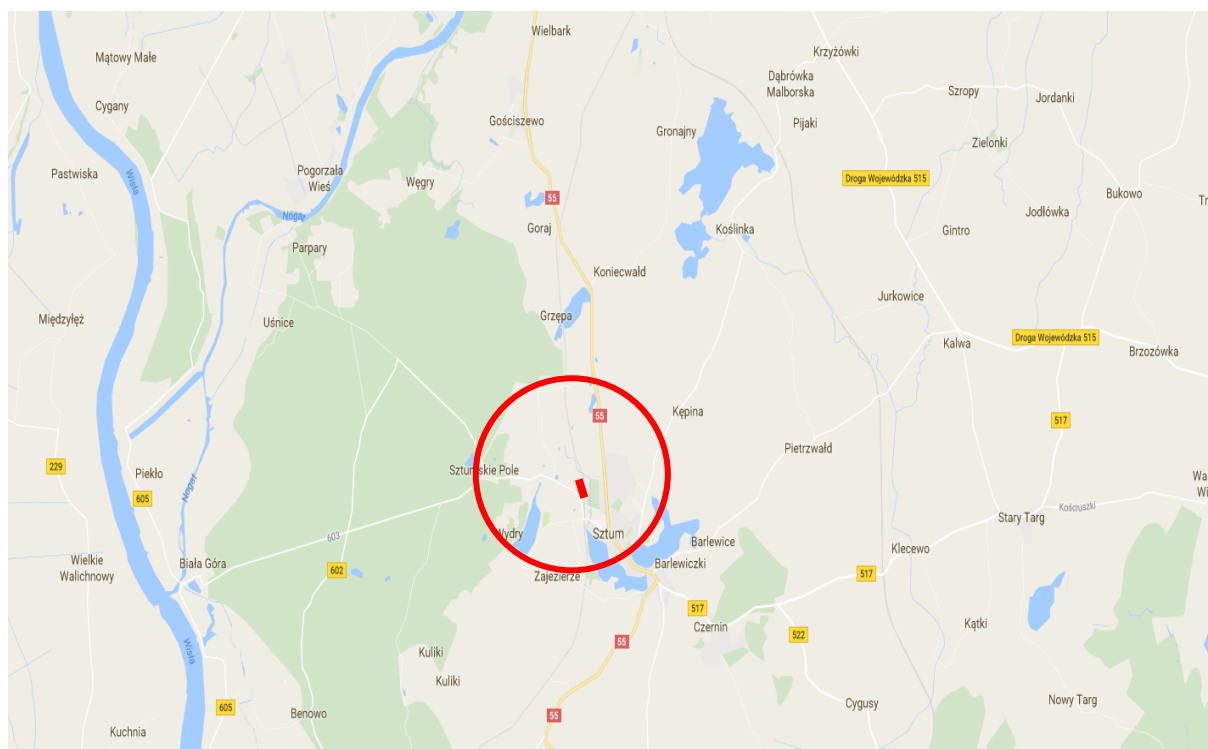 Wielbark
Mątowy Małe
Krzyżówki
Dąbrówka
Malborska
Szropy
Jordanki
Cygany
Gościszewo
Gronajny
Pijaki
Zielonki
Pastwiska
Wisła
Pogorzała
Wieś
Węgry
Droga Wojewódzka 515
Bukowo
55
Tr
Nogat
Goraj
Koślinka
Jodłówka
Gintro
Parpary
Koniecwałd
Jurkowice
Międzyłęż
Uśnice
Grzępa
Kalwa
Droga Wojewódzka 515
Brzozówka
55
Kępina
517
Pietrzwałd
229
Piekło
Sztumskie Pole
Wa
Wi
605
Nogat
Kościuszki
Stary Targ
603
Wydry
Sztum
Barlewice
Klecewo
Wielkie
Walichnowy
Biała Góra
602
Zajezierze
Barlewiczki
517
517
Czernin
522
Kątki
Wisła
55
Kuliki
Kuliki
605
Benowo
55
Cygusy
Nowy Targ
Kuchnia